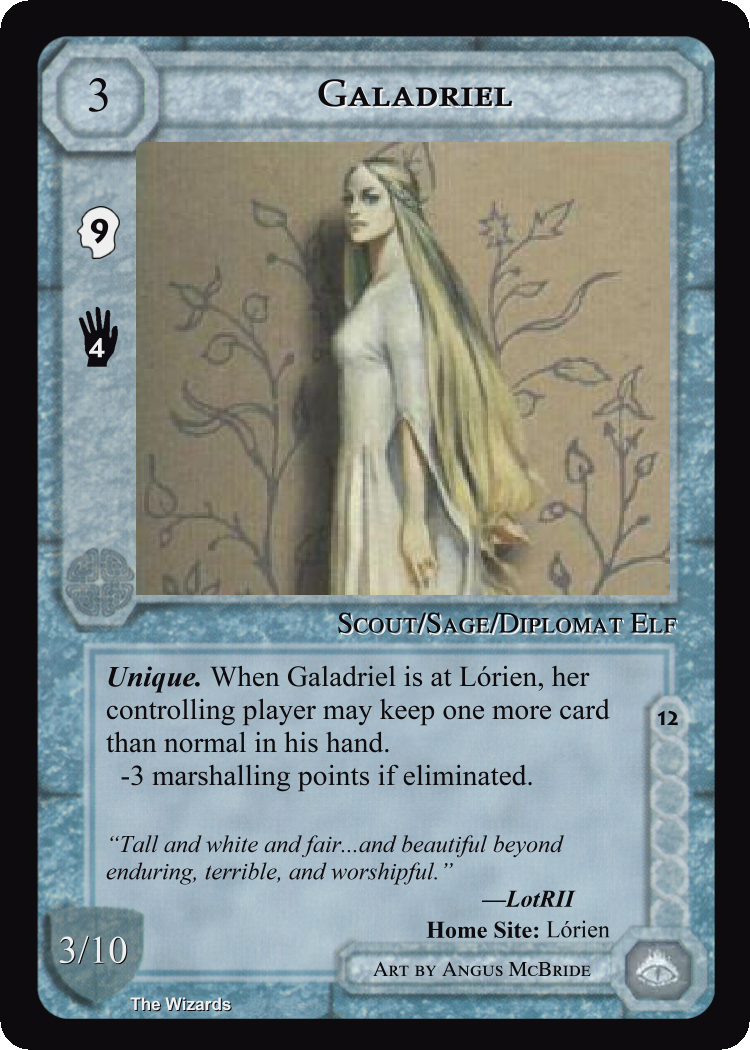 3
Galadriel
9
4
Scout/Sage/Diplomat Elf
Unique. When Galadriel is at Lórien, her
controlling player may keep one more card
than normal in his hand.
-3 marshalling points if eliminated.
12
“Tall and white and fair...and beautiful beyond
enduring, terrible, and worshipful.”
—LotRII
Home Site: Lórien
3/10
Art by Angus McBride
The Wizards